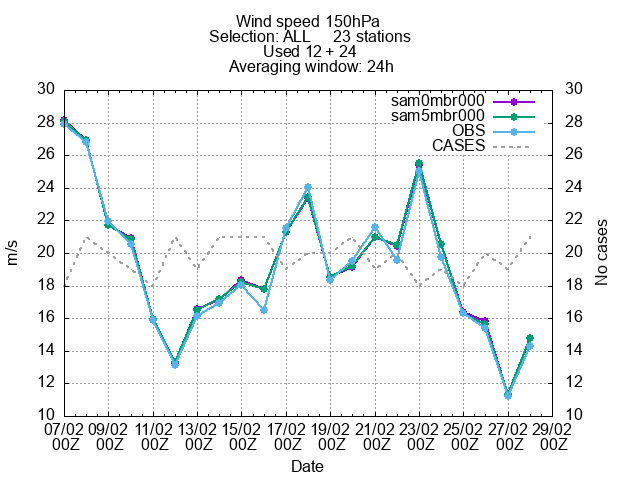 Wind speed 150hPa
Selection: ALL 23 stations
Used 12 + 24
Averaging window: 24h
30 30
sam0mbr000
28 sam5mbr000 28
OBS
26 CASES 26
24 24
22 22
20 20
18 18
16 16
14 14
12 12
10 10
m/s
No cases
07/02 09/02 11/02 13/02 15/02 17/02 19/02 21/02 23/02 25/02 27/02 29/02
00Z 00Z 00Z 00Z 00Z 00Z 00Z 00Z 00Z 00Z 00Z 00Z
Date